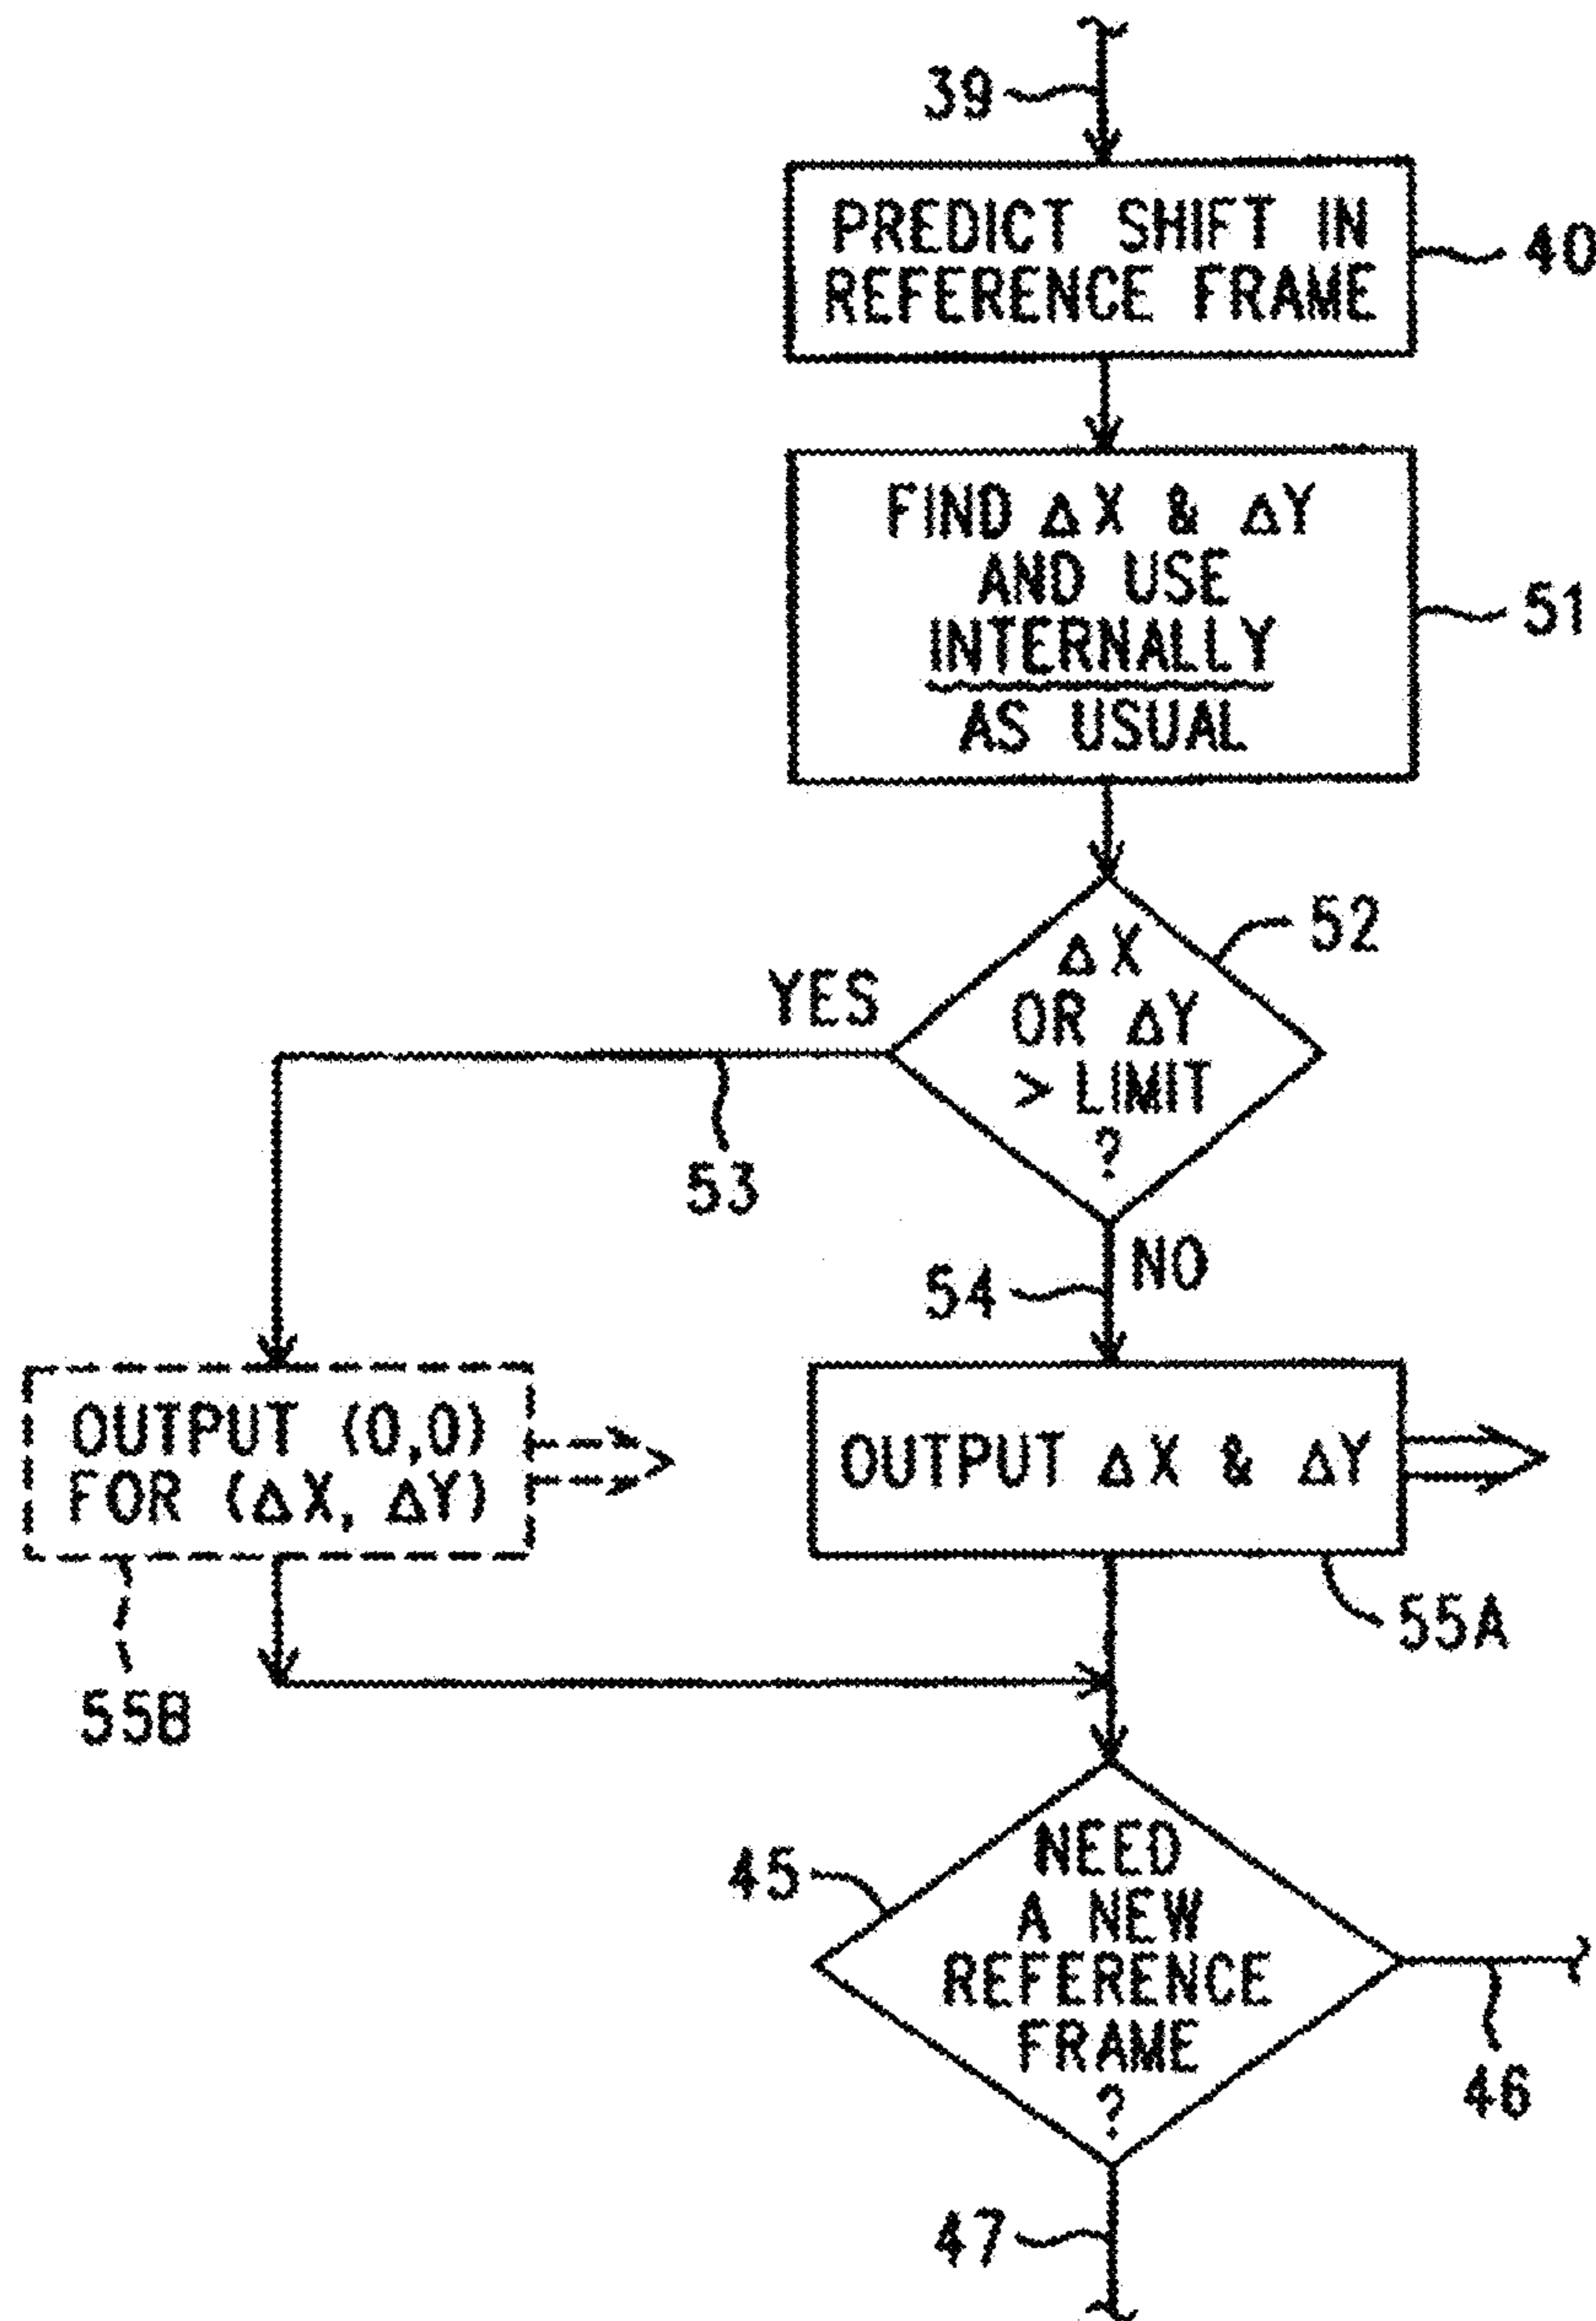 39
PREDICT SHIFT IN
REFERENCE FRAME
40
FIND ΔX & ΔY
AND USE
INTERNALLY
AS USUAL
51
52
ΔX
OR ΔY
> LIMIT
?
YES
53
54
NO
OUTPUT (0,0)
FOR (ΔX, ΔY)
55B
OUTPUT ΔX & ΔY
55A
45
NEED
A NEW
REFERENCE
FRAME
?
46
47